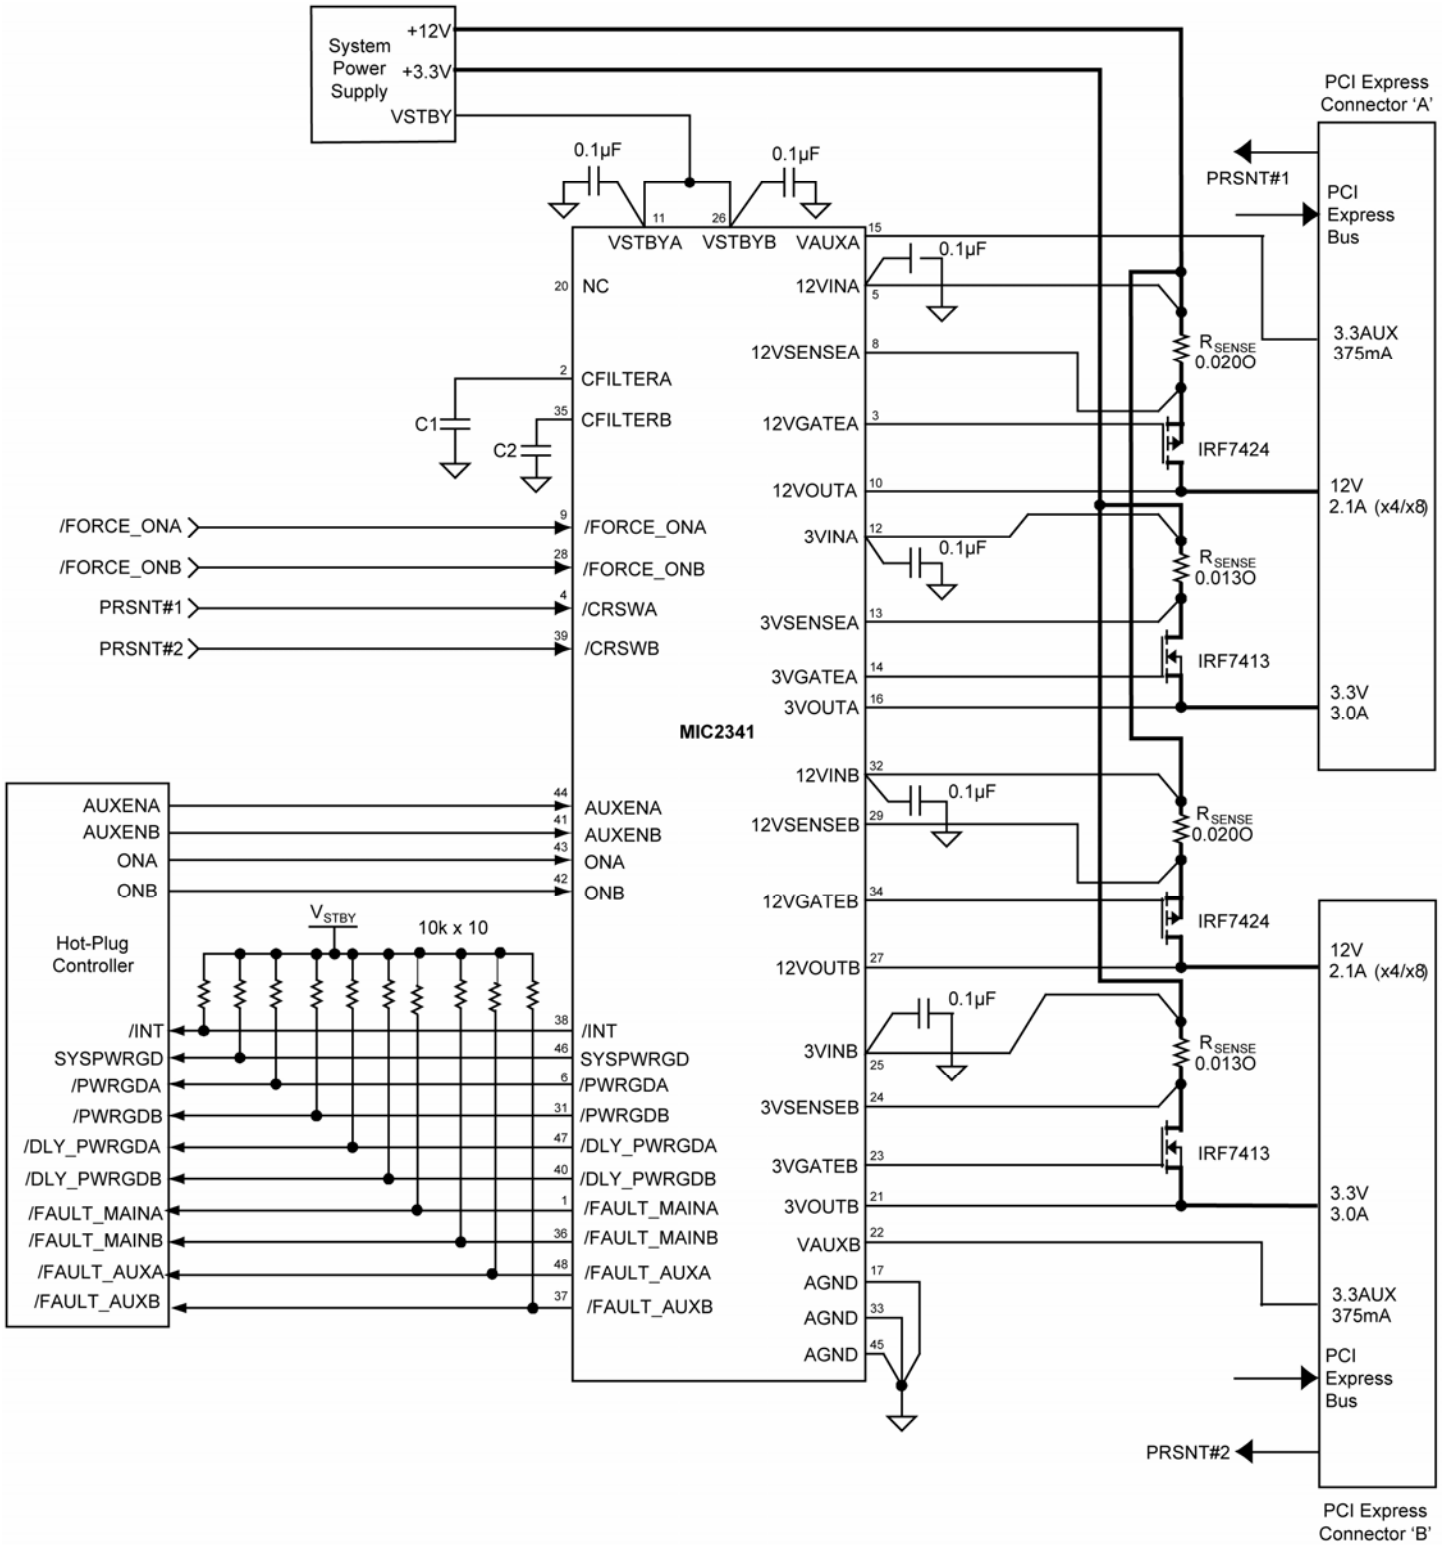 System
Power
Supply
+12V
+3.3V
VSTBY
PCI Express
Connector ‘A’
PRSNT#1
PCI
Express
Bus
3.3AUX
375mA
12V
2.1A (x4/x8)
3.3V
3.0A
0.1µF
0.1µF
11
26
VSTBYA
VSTBYB
20
NC
2
CFILTERA
35
CFILTERB
C1
C2
/FORCE_ONA
9
/FORCE_ONA
/FORCE_ONB
28
/FORCE_ONB
PRSNT#1
4
/CRSWA
PRSNT#2
39
/CRSWB
MIC2341
AUXENA
44
AUXENA
AUXENB
41
AUXENB
ONA
43
ONA
ONB
42
ONB
Hot-Plug
Controller
VSTBY
10k x 10
/INT
38
/INT
SYSPWRGD
46
SYSPWRGD
/PWRGDA
6
/PWRGDA
/PWRGDB
31
/PWRGDB
/DLY_PWRGDA
47
/DLY_PWRGDA
/DLY_PWRGDB
40
/DLY_PWRGDB
/FAULT_MAINA
1
/FAULT_MAINA
/FAULT_MAINB
36
/FAULT_MAINB
/FAULT_AUXA
48
/FAULT_AUXA
/FAULT_AUXB
37
/FAULT_AUXB
VAUXA
15
0.1µF
12VINA
5
12VSENSEA
8
RSENSE
0.020O
12VGATEA
3
IRF7424
12VOUTA
10
3VINA
12
0.1µF
RSENSE
0.013O
3VSENSEA
13
3VGATEA
14
IRF7413
3VOUTA
16
12VINB
32
0.1µF
12VSENSEB
29
RSENSE
0.020O
12VGATEB
34
IRF7424
12VOUTB
27
0.1µF
3VINB
25
RSENSE
0.013O
3VSENSEB
24
3VGATEB
23
IRF7413
3VOUTB
21
VAUXB
22
AGND
17
AGND
33
AGND
45
12V
2.1A (x4/x8)
3.3V
3.0A
3.3AUX
375mA
PCI
Express
Bus
PRSNT#2
PCI Express
Connector ‘B’